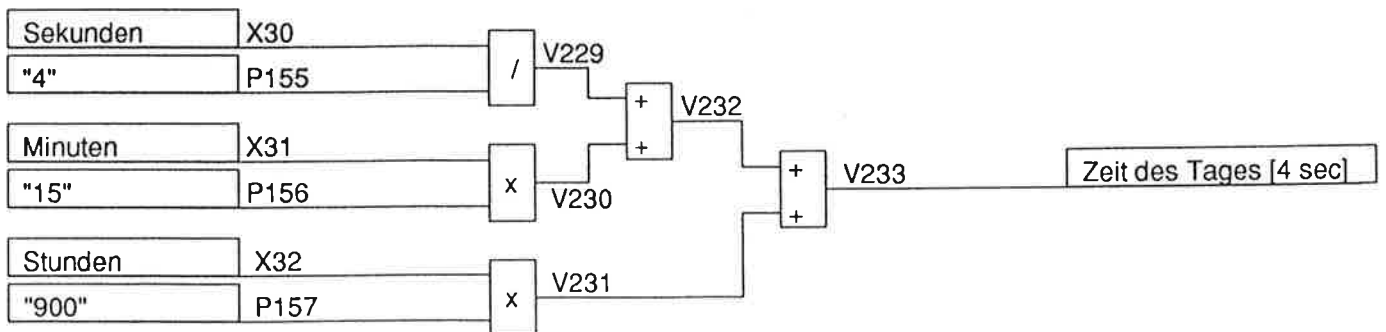 Sekunden X30
"4" P155
/ V229
Minuten X31
"15" P156
x V230
+
+ V232
Stunden X32
"900" P157
x V231
+
+ V233
Zeit des Tages [4 sec]